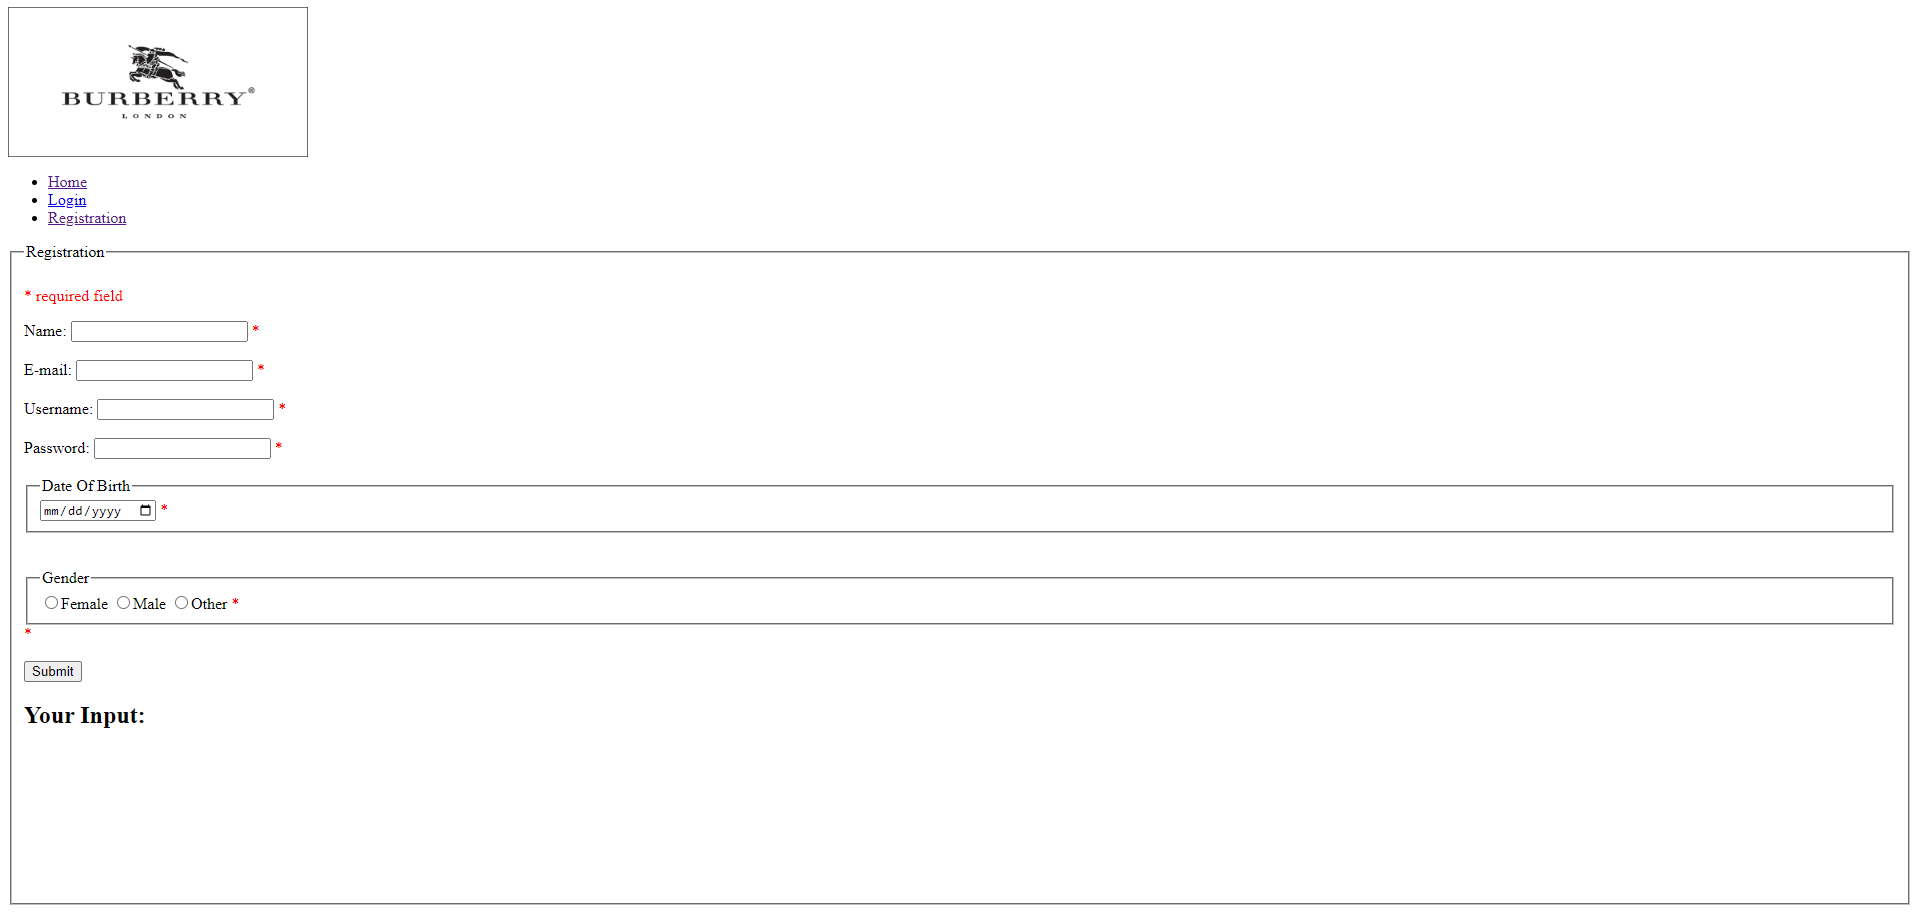 BURBERRY®
LONDON
Home
Login
Registration
Registration
* required field
Name: *
E-mail: *
Username: *
Password: *
Date Of Birth
mm/dd/yyyy *
Gender
Female Male Other *
*
Submit
Your Input: